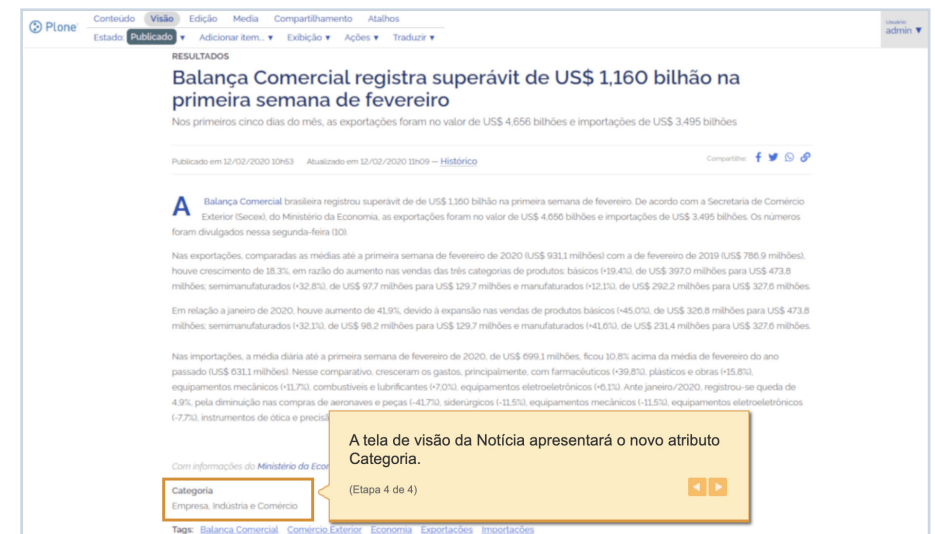 Plone
Conteúdo Visão Edição Media Compartilhamento Atalhos
Estado: Publicado Adicionar item... Exibição Ações Traduzir
Usuário:
admin
RESULTADOS
Balança Comercial registra superávit de US$ 1,160 bilhão na
primeira semana de fevereiro
Nos primeiros cinco dias do mês, as exportações foram no valor de US$ 4,656 bilhões e importações de US$ 3,495 bilhões
Publicado em 12/02/2020 10h53 Atualizado em 12/02/2020 11h09 — Histórico
Compartilhe:
A Balança Comercial brasileira registrou superávit de de US$ 1,160 bilhão na primeira semana de fevereiro. De acordo com a Secretaria de Comércio
Exterior (Secex), do Ministério da Economia, as exportações foram no valor de US$ 4,656 bilhões e importações de US$ 3,495 bilhões. Os números
foram divulgados nessa segunda-feira (10).
Nas exportações, comparadas as médias até a primeira semana de fevereiro de 2020 (US$ 931,1 milhões) com a de fevereiro de 2019 (US$ 786,9 milhões),
houve crescimento de 18,3%, em razão do aumento nas vendas das três categorias de produtos: básicos (+19,4%), de US$ 397,0 milhões para US$ 473,8
milhões; semimanufaturados (+32,8%), de US$ 97,7 milhões para US$ 129,7 milhões e manufaturados (+12,1%), de US$ 292,2 milhões para US$ 327,6 milhões.
Em relação a janeiro de 2020, houve aumento de 41,9%, devido à expansão nas vendas de produtos básicos (+45,0%), de US$ 326,8 milhões para US$ 473,8
milhões; semimanufaturados (+32,1%), de US$ 98,2 milhões para US$ 129,7 milhões e manufaturados (+41,6%), de US$ 231,4 milhões para US$ 327,6 milhões.
Nas importações, a média diária até a primeira semana de fevereiro de 2020, de US$ 699,1 milhões, ficou 10,8% acima da média de fevereiro do ano
passado (US$ 631,1 milhões). Nesse comparativo, cresceram os gastos, principalmente, com farmacêuticos (+39,8%), plásticos e obras (+15,8%),
equipamentos mecânicos (+11,7%), combustíveis e lubrificantes (+7,0%), equipamentos eletroeletrônicos (+6,1%). Ante janeiro/2020, registrou-se queda de
4,9%, pela diminuição nas compras de aeronaves e peças (-41,7%), siderúrgicos (-11,5%), equipamentos mecânicos (-11,5%), equipamentos eletroeletrônicos
(-7,7%), instrumentos de ótica e precisã
A tela de visão da Notícia apresentará o novo atributo
Categoria.
(Etapa 4 de 4)
Com informações do Ministério da Econ
Categoria
Empresa, Indústria e Comércio
Tags: Balança Comercial Comércio Exterior Economia Exportações Importações